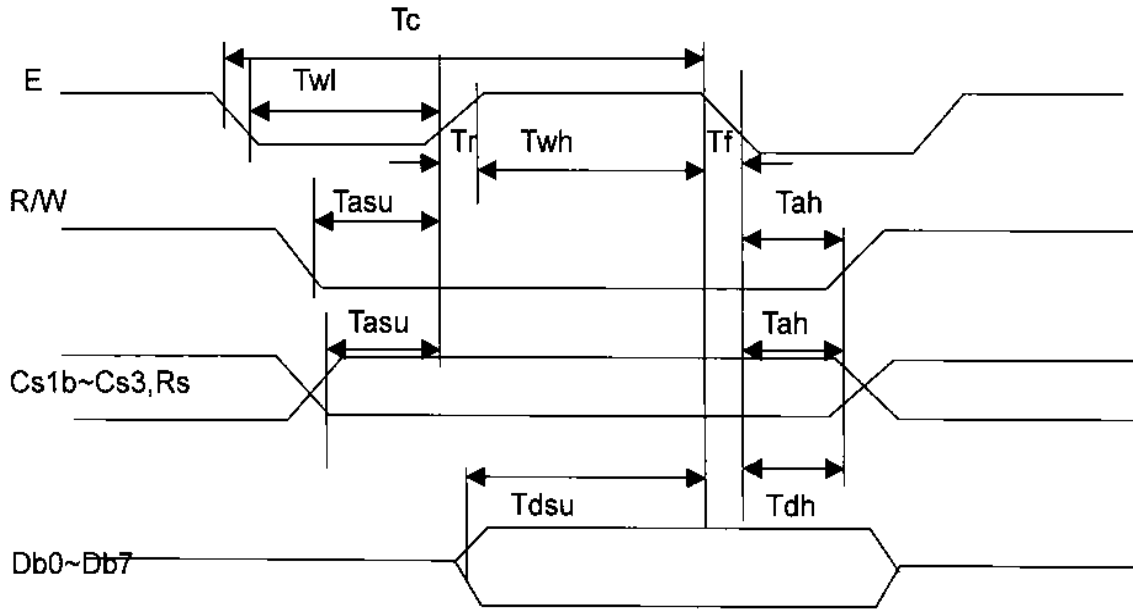 Tc
E
Twl
Tr
Twh
Tf
R/W
Tasu
Tah
Tasu
Tah
Cs1b~Cs3,Rs
Tdsu
Tdh
Db0~Db7